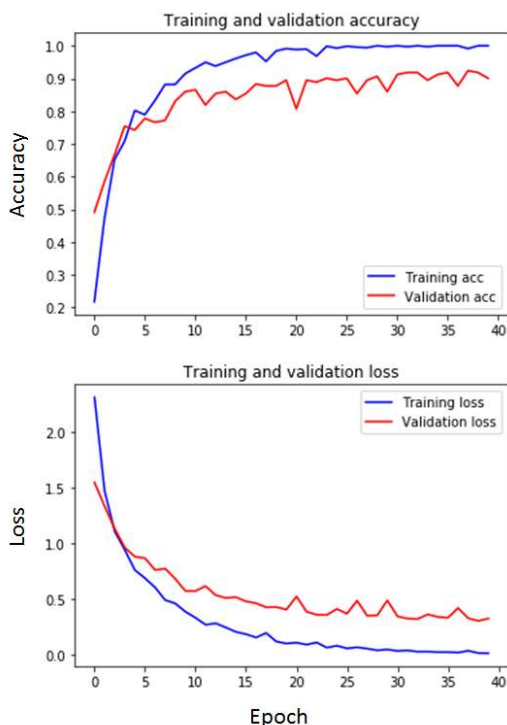 Training and validation accuracy
1.0
0.9
0.8
0.7
0.6
0.5
0.4
0.3
0.2
Accuracy
Training acc
Validation acc
0 5 10 15 20 25 30 35 40
Training and validation loss
Training loss
Validation loss
2.0
1.5
1.0
0.5
0.0
Loss
0 5 10 15 20 25 30 35 40
Epoch